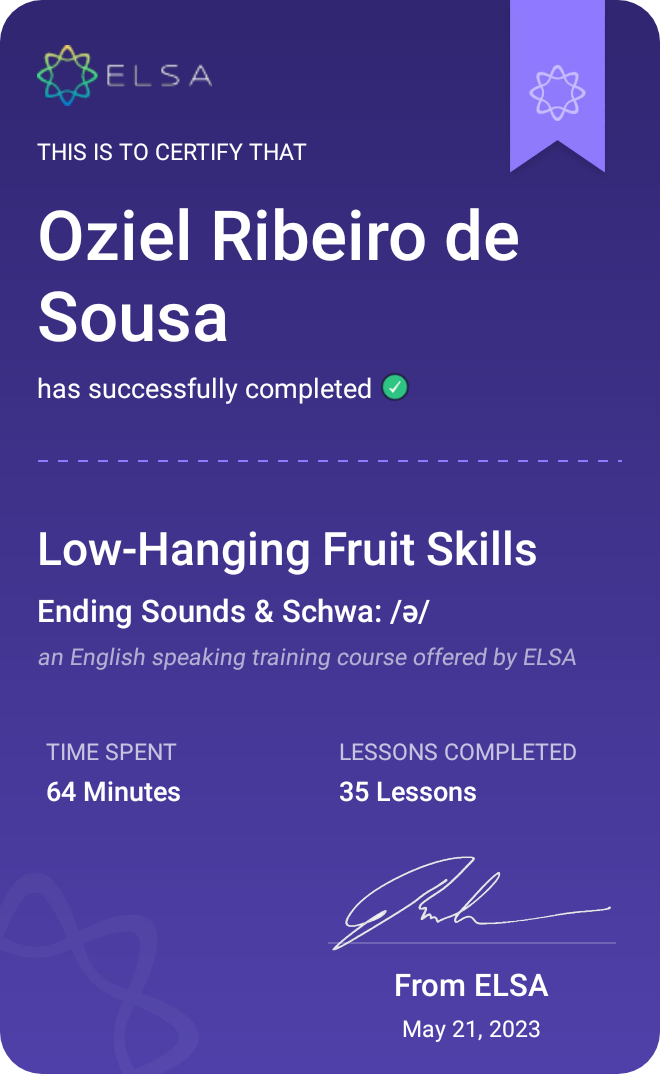 ELSA
THIS IS TO CERTIFY THAT
Oziel Ribeiro de
Sousa
has successfully completed
Low-Hanging Fruit Skills
Ending Sounds & Schwa: /ə/
an English speaking training course offered by ELSA
TIME SPENT
64 Minutes
LESSONS COMPLETED
35 Lessons
From ELSA
May 21, 2023